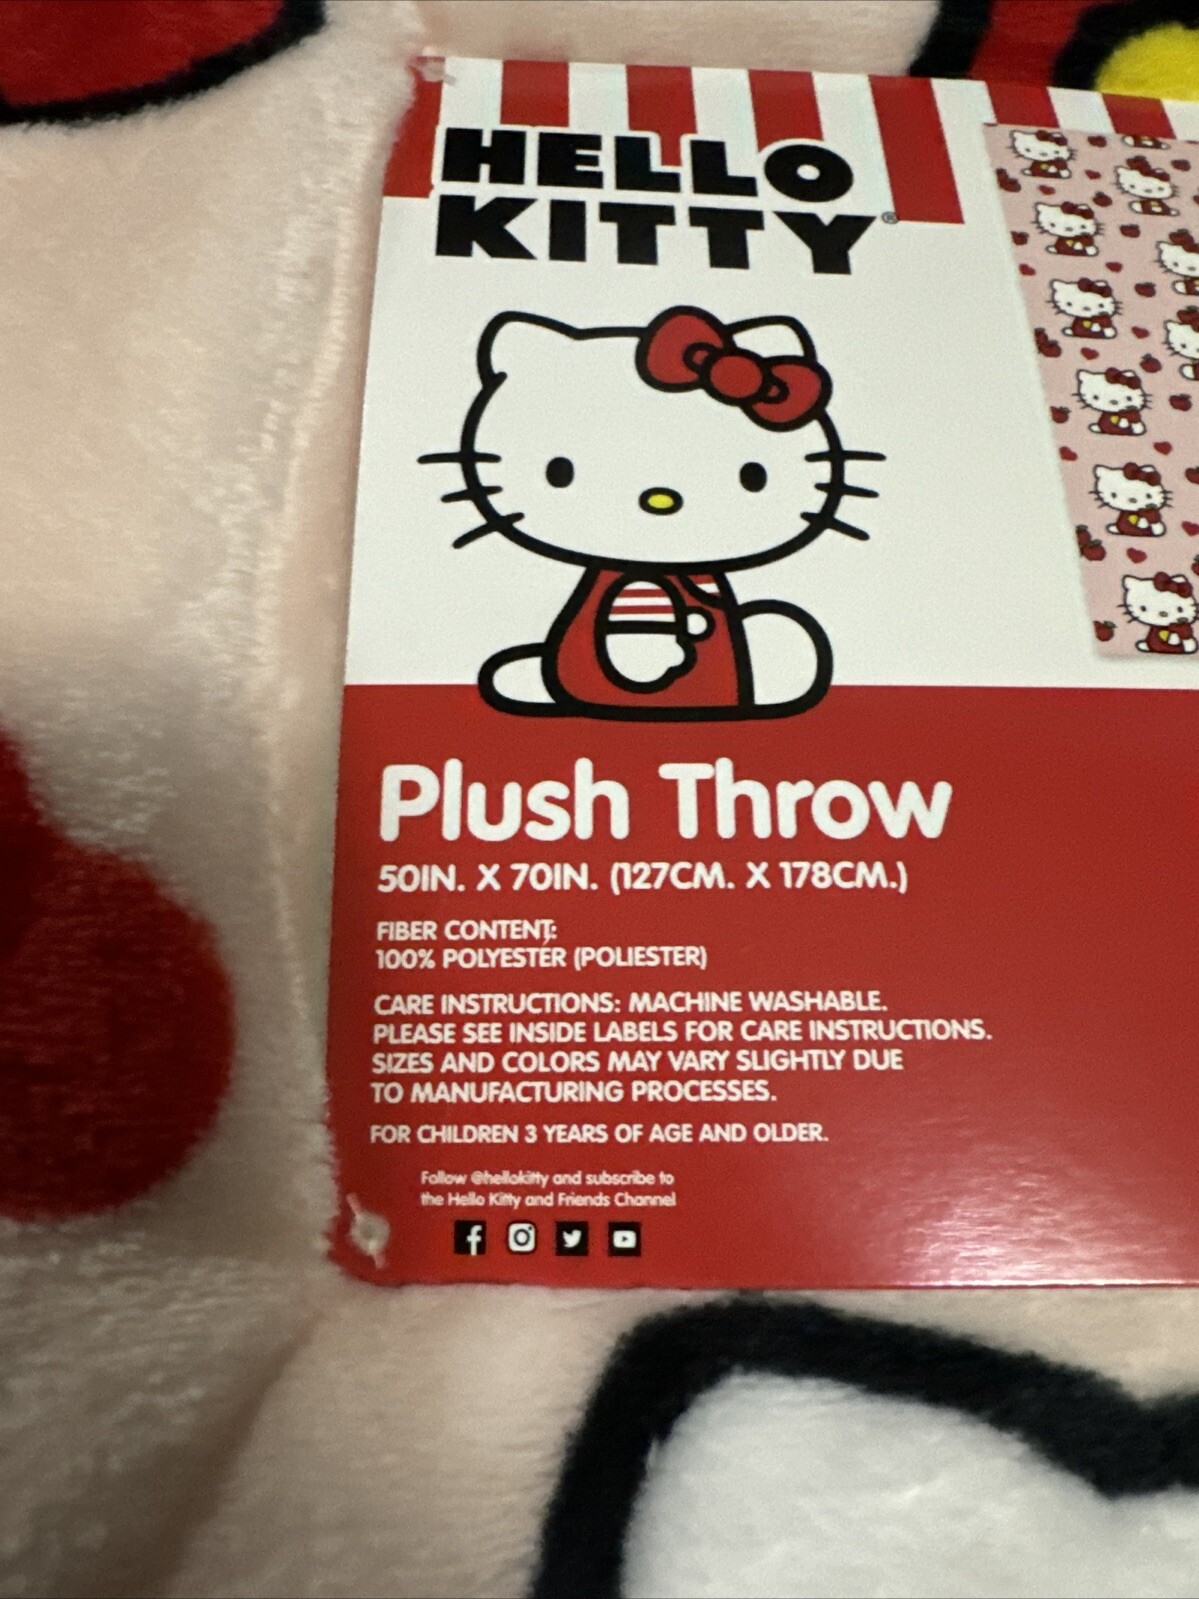 HELLO
KITTY®
Plush Throw
50IN. X 70IN. (127CM. X 178CM.)
FIBER CONTENT:
100% POLYESTER (POLIESTER)
CARE INSTRUCTIONS: MACHINE WASHABLE.
PLEASE SEE INSIDE LABELS FOR CARE INSTRUCTIONS.
SIZES AND COLORS MAY VARY SLIGHTLY DUE
TO MANUFACTURING PROCESSES.
FOR CHILDREN 3 YEARS OF AGE AND OLDER.
Follow @hellokitty and subscribe to
the Hello Kitty and Friends Channel